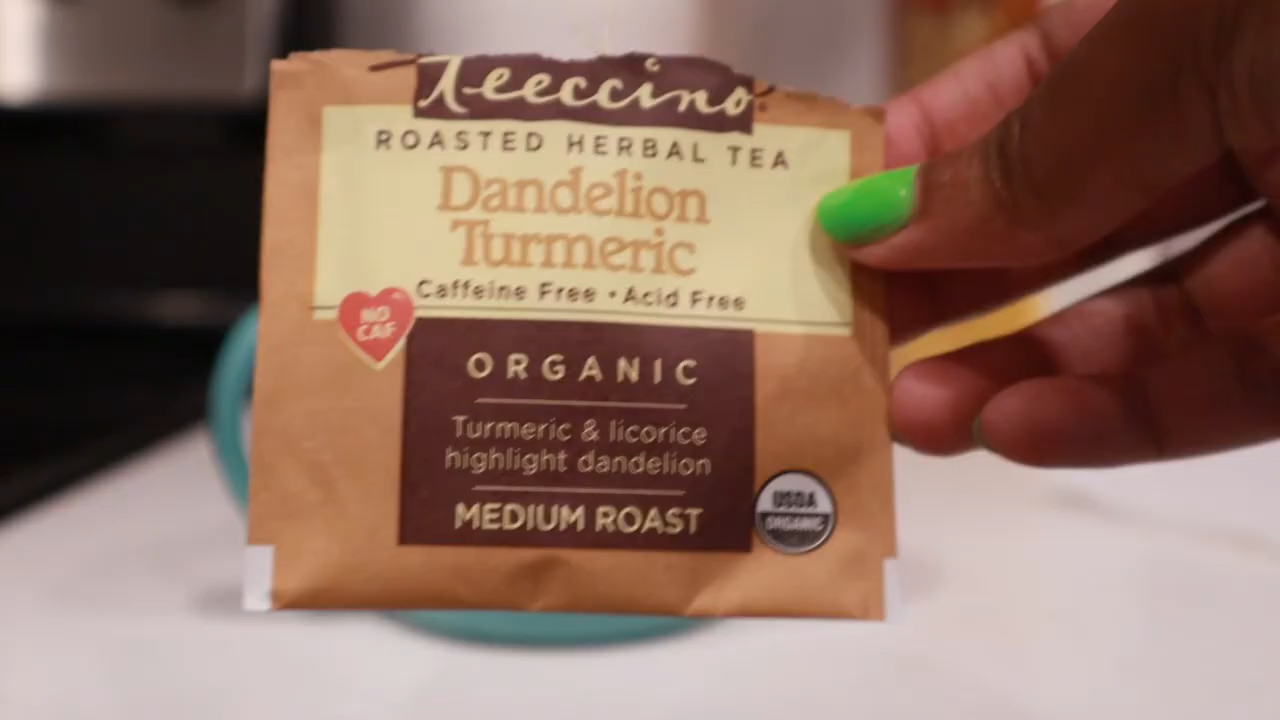 Teeccino
ROASTED HERBAL TEA
Dandelion
Turmeric
Caffeine Free • Acid Free
NO
CAF
ORGANIC
Turmeric & licorice
highlight dandelion
MEDIUM ROAST
USDA
ORGANIC